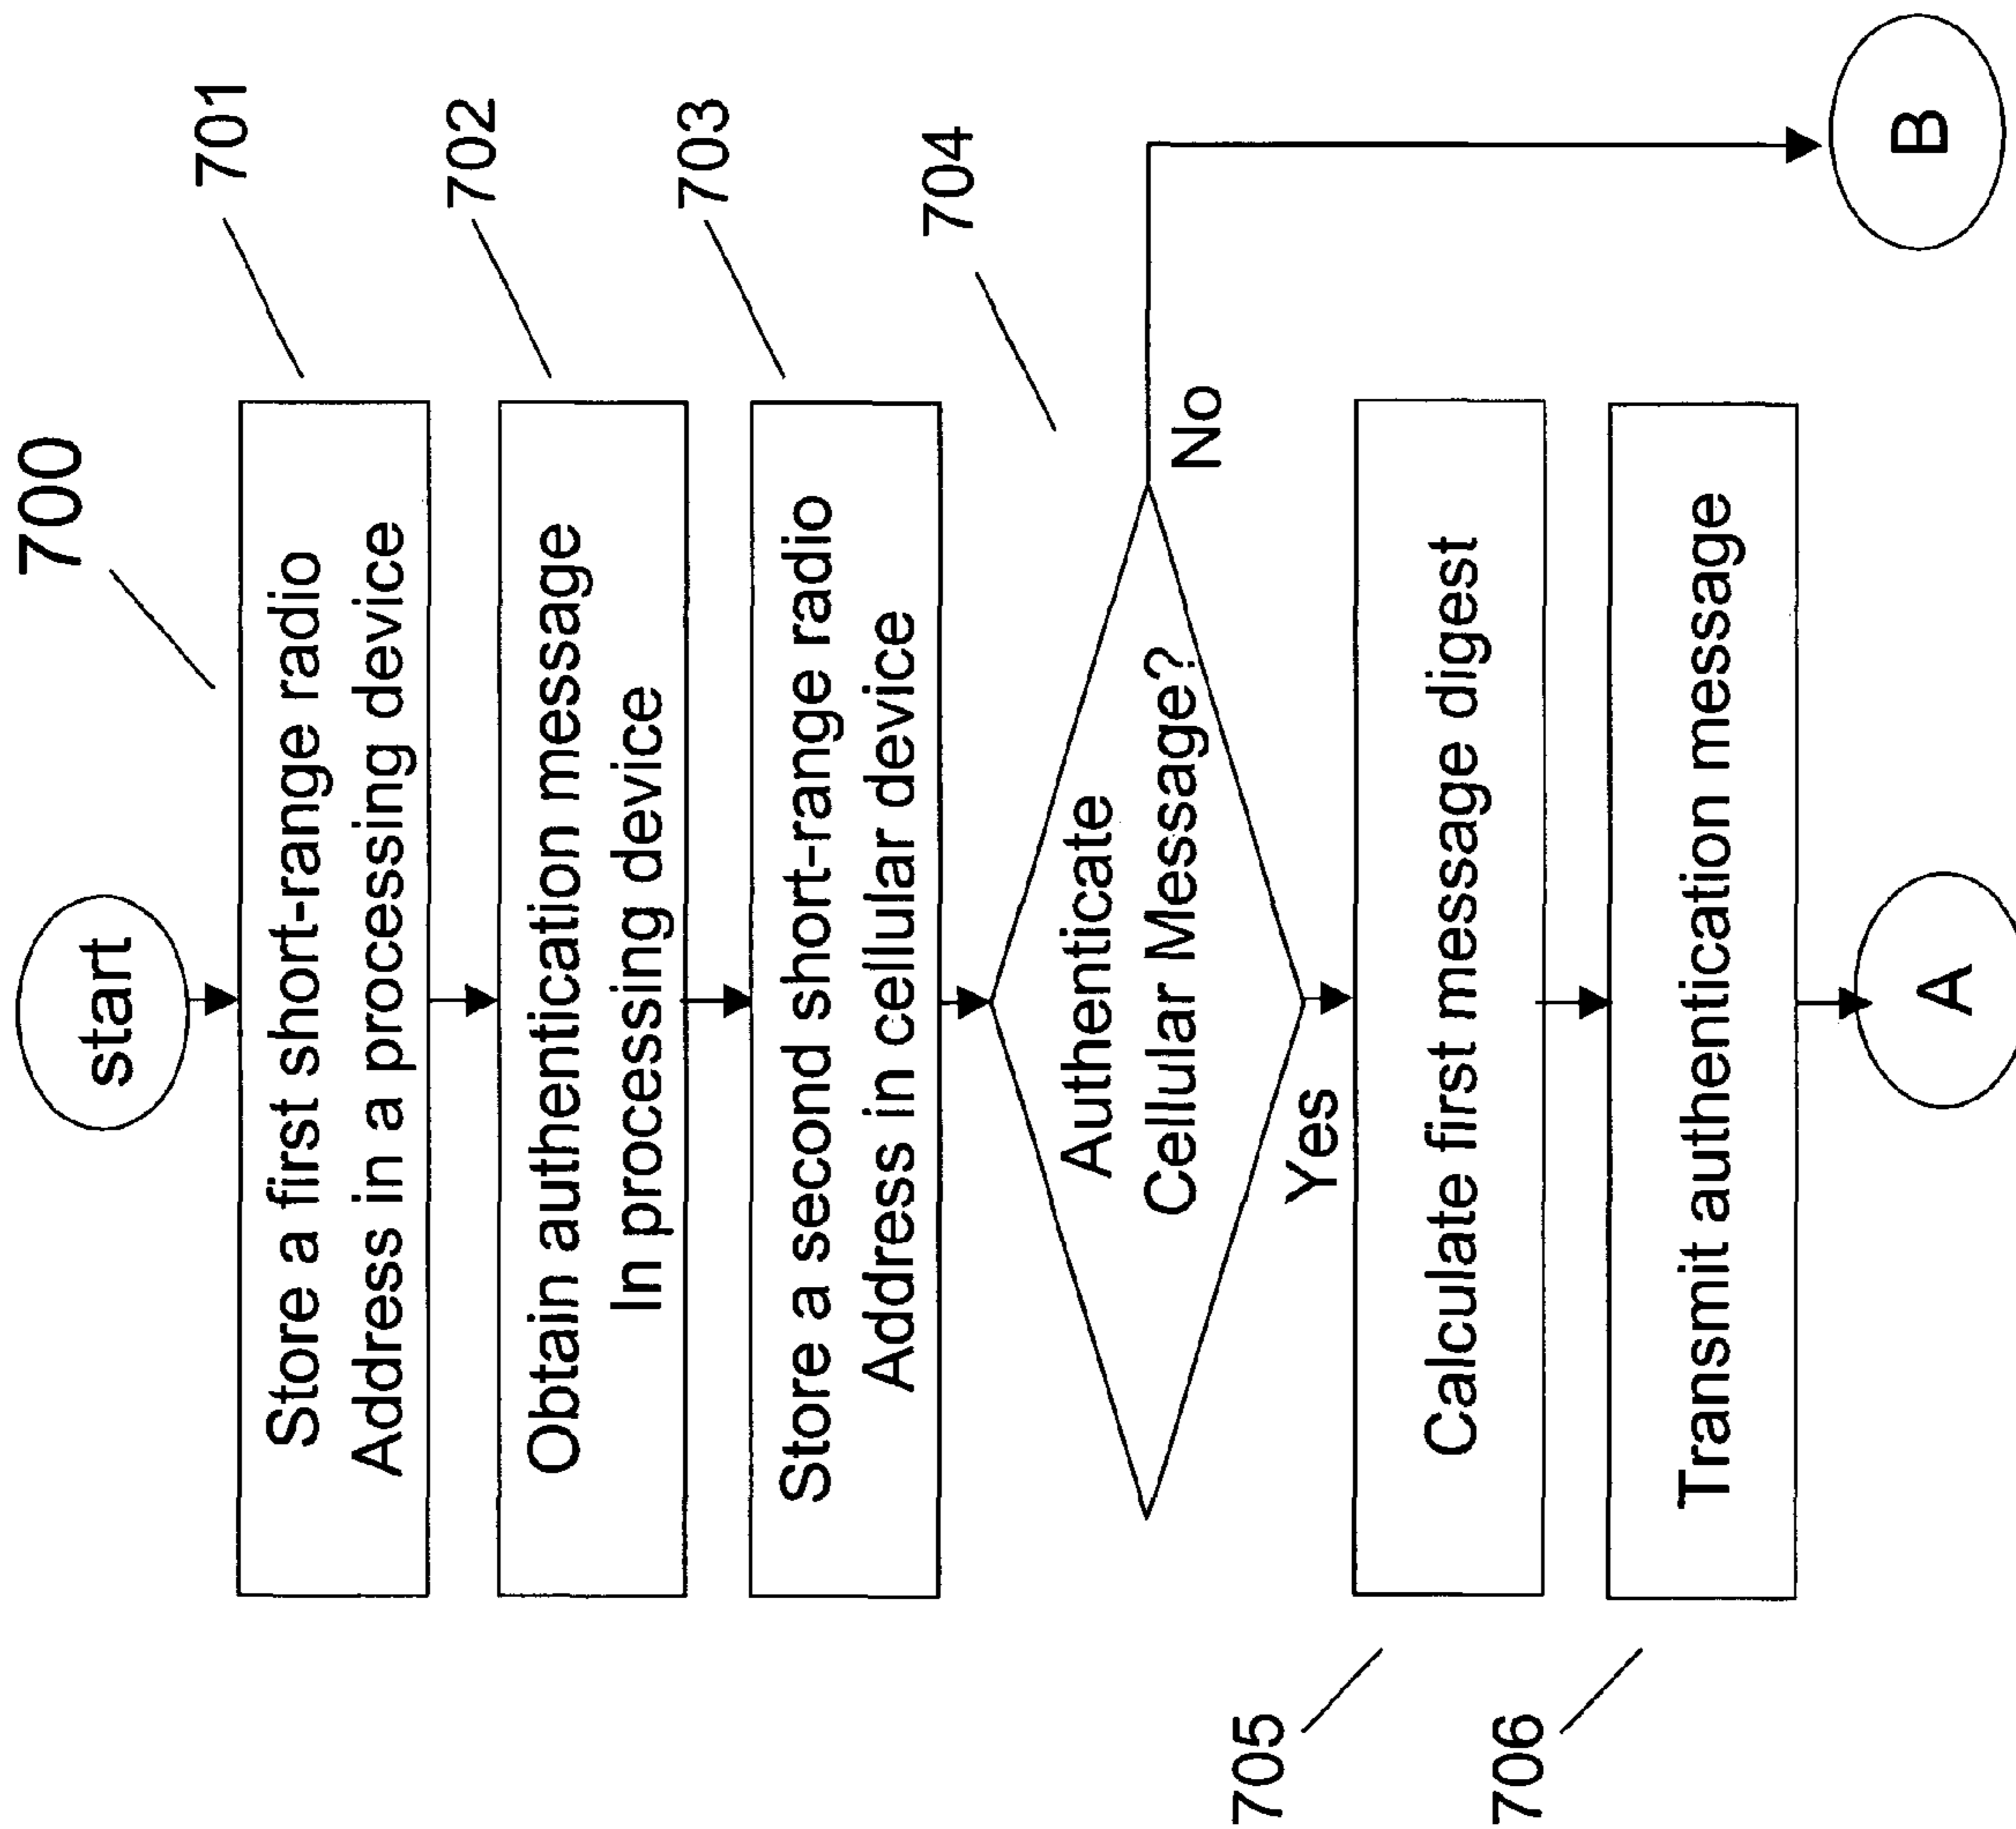 700
start
Store a first short-range radio
Address in a processing device
701
Obtain authentication message
In processing device
702
Store a second short-range radio
Address in cellular device
703
Authenticate
Cellular Message?
704
No
Yes
Calculate first message digest
705
Transmit authentication message
706
A
B